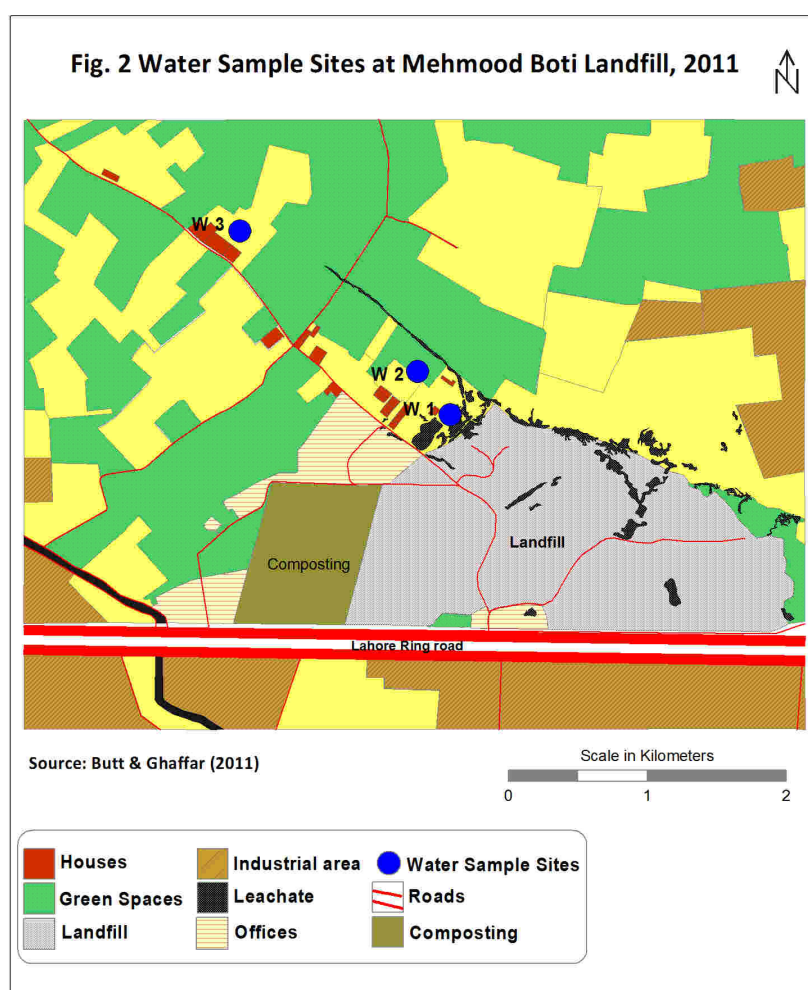 Fig. 2 Water Sample Sites at Mehmood Boti Landfill, 2011
N
W 3
W 2
W 1
Landfill
Composting
Lahore Ring road
Source: Butt & Ghaffar (2011)
Scale in Kilometers
0 1 2
Houses Industrial area Water Sample Sites
Green Spaces Leachate Roads
Landfill Offices Composting